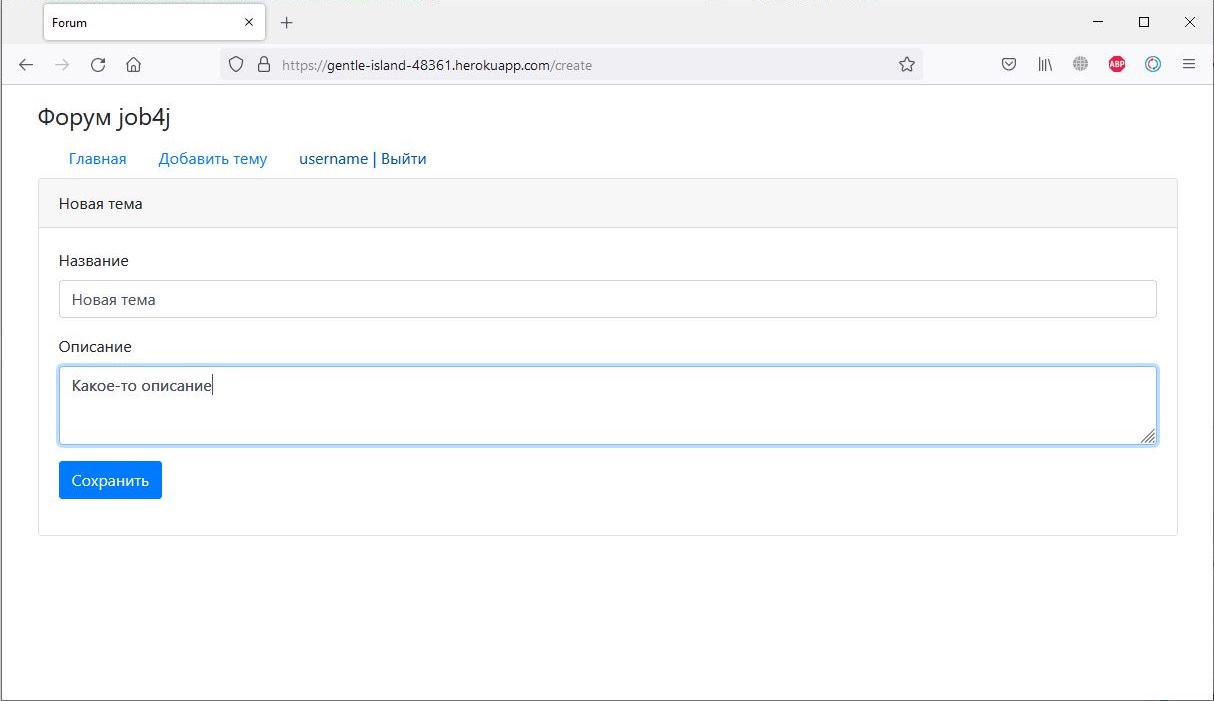 Forum
https://gentle-island-48361.herokuapp.com/create
ABP
Форум job4j
Главная Добавить тему username | Выйти
Новая тема
Название
Новая тема
Описание
Какое-то описание
Сохранить